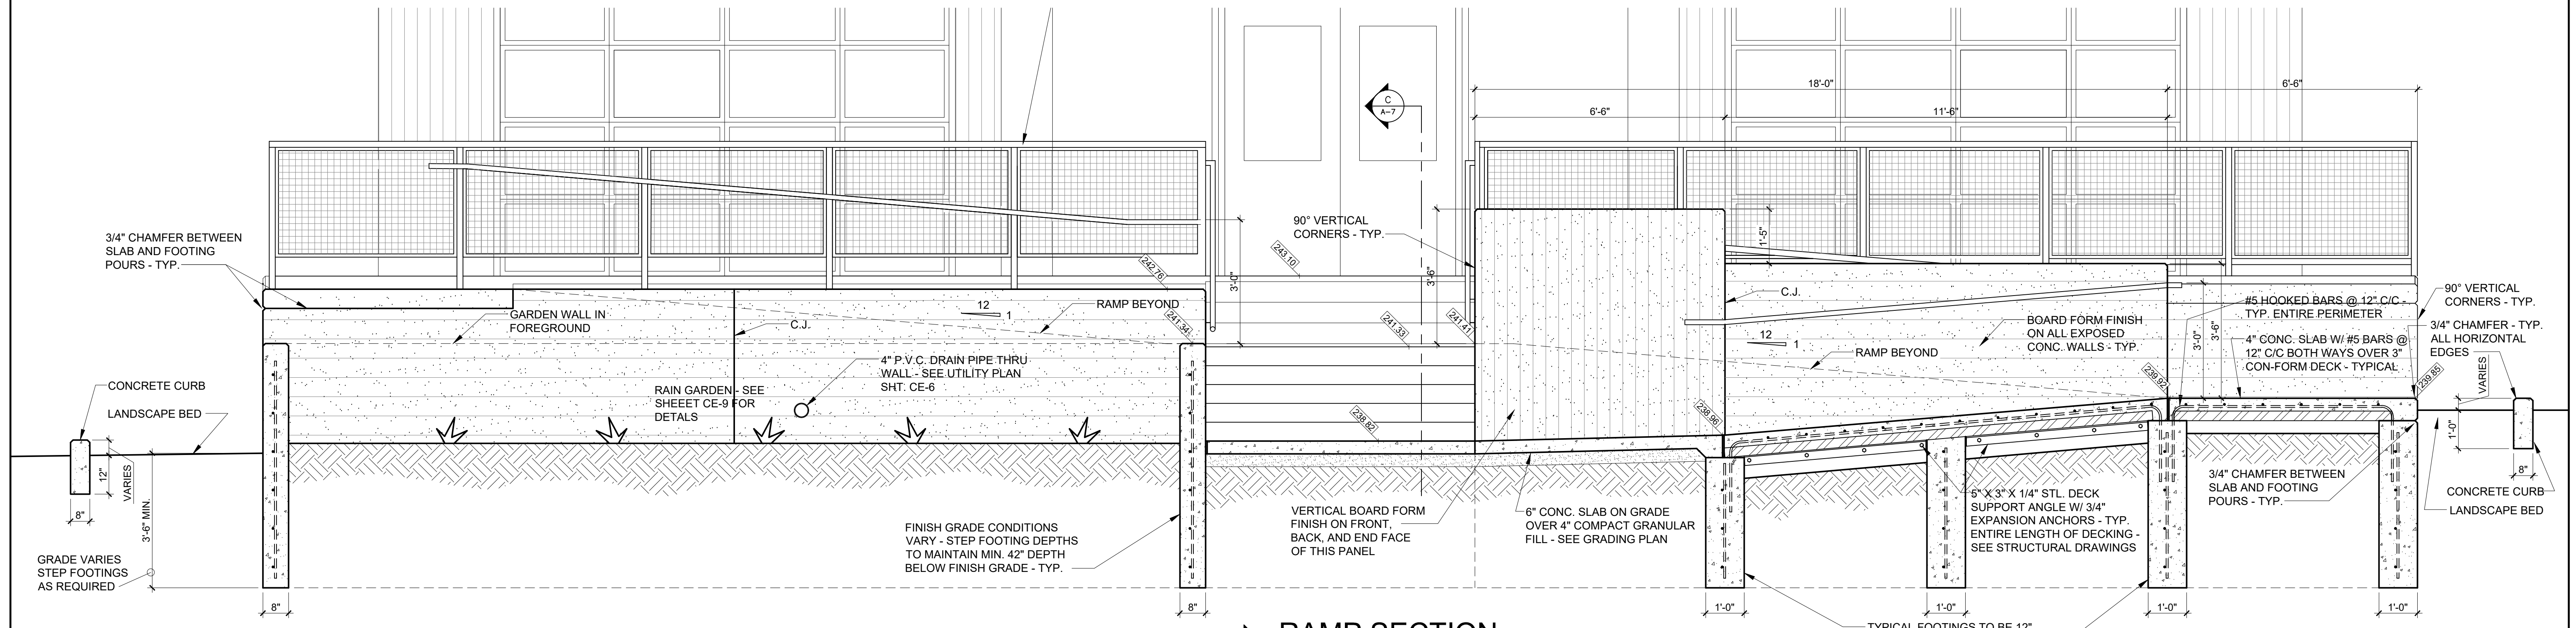 18'-0"
6'-6"
C
A-7
6'-6"
11'-6"
3/4" CHAMFER BETWEEN
SLAB AND FOOTING
POURS - TYP.
90° VERTICAL
CORNERS - TYP.
243.10
242.76
3'-0"
3'-9"
1'-5"
GARDEN WALL IN
FOREGROUND
12
1
RAMP BEYOND
C.J.
241.34
241.33
241.41
C.J.
12
1
RAMP BEYOND
BOARD FORM FINISH
ON ALL EXPOSED
CONC. WALLS - TYP.
3'-0"
3'-6"
#5 HOOKED BARS @ 12" C/C -
TYP. ENTIRE PERIMETER
4" CONC. SLAB W/ #5 BARS @
12" C/C BOTH WAYS OVER 3"
CON-FORM DECK - TYPICAL
90° VERTICAL
CORNERS - TYP.
3/4" CHAMFER - TYP.
ALL HORIZONTAL
EDGES
239.92
239.85
VARIES
1'-0"
8"
CONCRETE CURB
LANDSCAPE BED
4" P.V.C. DRAIN PIPE THRU
WALL - SEE UTILITY PLAN
SHT. CE-6
RAIN GARDEN - SEE
SHEEET CE-9 FOR
DETALS
238.82
238.96
CONCRETE CURB
LANDSCAPE BED
12"
VARIES
8"
3'-6" MIN.
GRADE VARIES
STEP FOOTINGS
AS REQUIRED
FINISH GRADE CONDITIONS
VARY - STEP FOOTING DEPTHS
TO MAINTAIN MIN. 42" DEPTH
BELOW FINISH GRADE - TYP.
VERTICAL BOARD FORM
FINISH ON FRONT,
BACK, AND END FACE
OF THIS PANEL
6" CONC. SLAB ON GRADE
OVER 4" COMPACT GRANULAR
FILL - SEE GRADING PLAN
5" X 3" X 1/4" STL. DECK
SUPPORT ANGLE W/ 3/4"
EXPANSION ANCHORS - TYP.
ENTIRE LENGTH OF DECKING -
SEE STRUCTURAL DRAWINGS
3/4" CHAMFER BETWEEN
SLAB AND FOOTING
POURS - TYP.
8"
8"
1'-0"
1'-0"
1'-0"
1'-0"
RAMP SECTION
TYPICAL FOOTINGS TO BE 12"